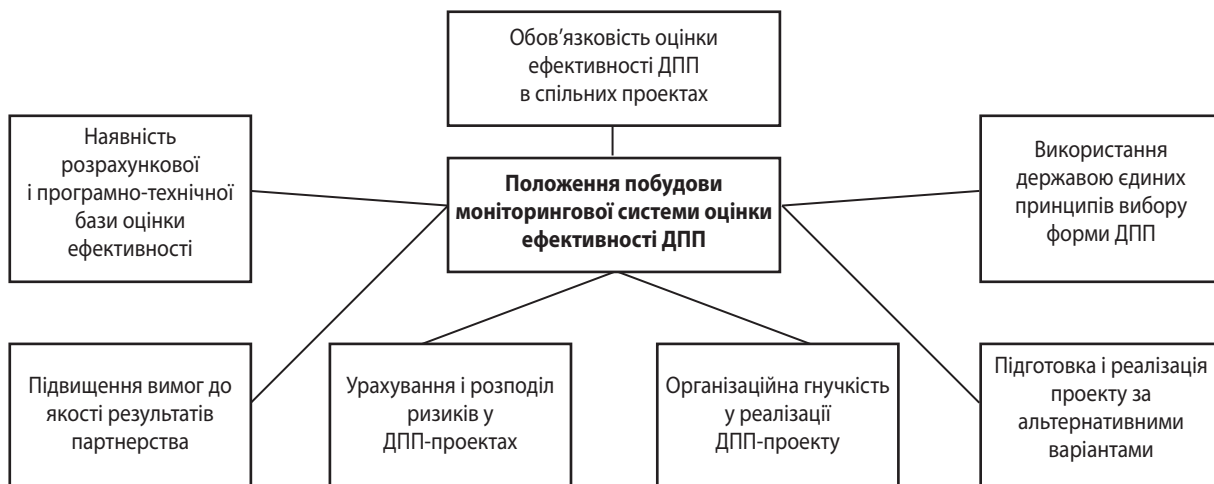 Обов’язковість оцінки
ефективності ДПП
в спільних проектах
Наявність
розрахункової
і програмно-технічної
бази оцінки
ефективності
Положення побудови
моніторингової системи оцінки
ефективності ДПП
Використання
державою єдиних
принципів вибору
форми ДПП
Підвищення вимог до
якості результатів
партнерства
Урахування і розподіл
ризиків у
ДПП-проектах
Організаційна гнучкість
у реалізації
ДПП-проекту
Підготовка і реалізація
проекту за
альтернативними
варіантами